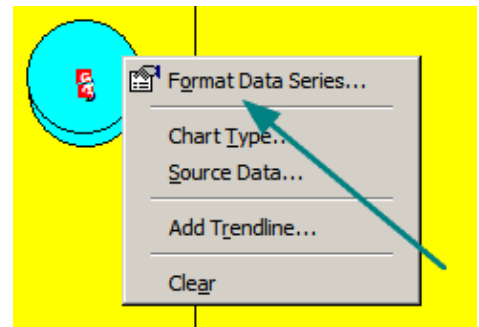 Format Data Series...
Chart Type...
Source Data...
Add Trendline...
Clear